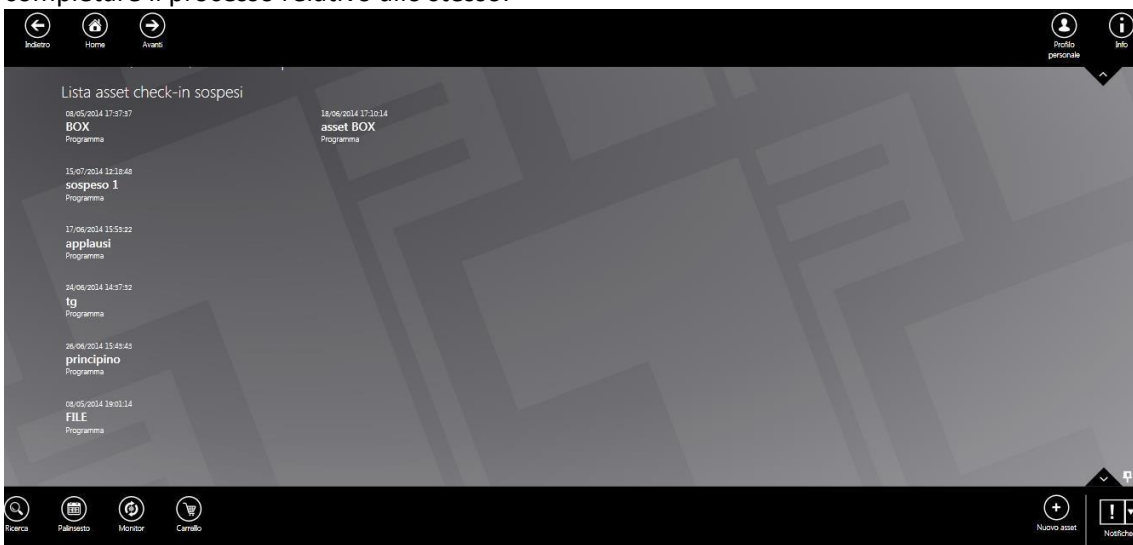 completare il processo relativo allo stesso.
Indietro
Home
Avanti
Profilo
personale
Info
Lista asset check-in sospesi
08/05/2014 17:37:37
BOX
Programma
18/06/2014 17:10:14
asset BOX
Programma
15/07/2014 12:18:48
sospeso 1
Programma
17/06/2014 15:53:22
applausi
Programma
24/06/2014 14:37:32
tg
Programma
26/06/2014 15:43:43
principino
Programma
08/05/2014 19:01:14
FILE
Programma
Ricerca
Palinsesto
Monitor
Carrello
Nuovo asset
Notifiche